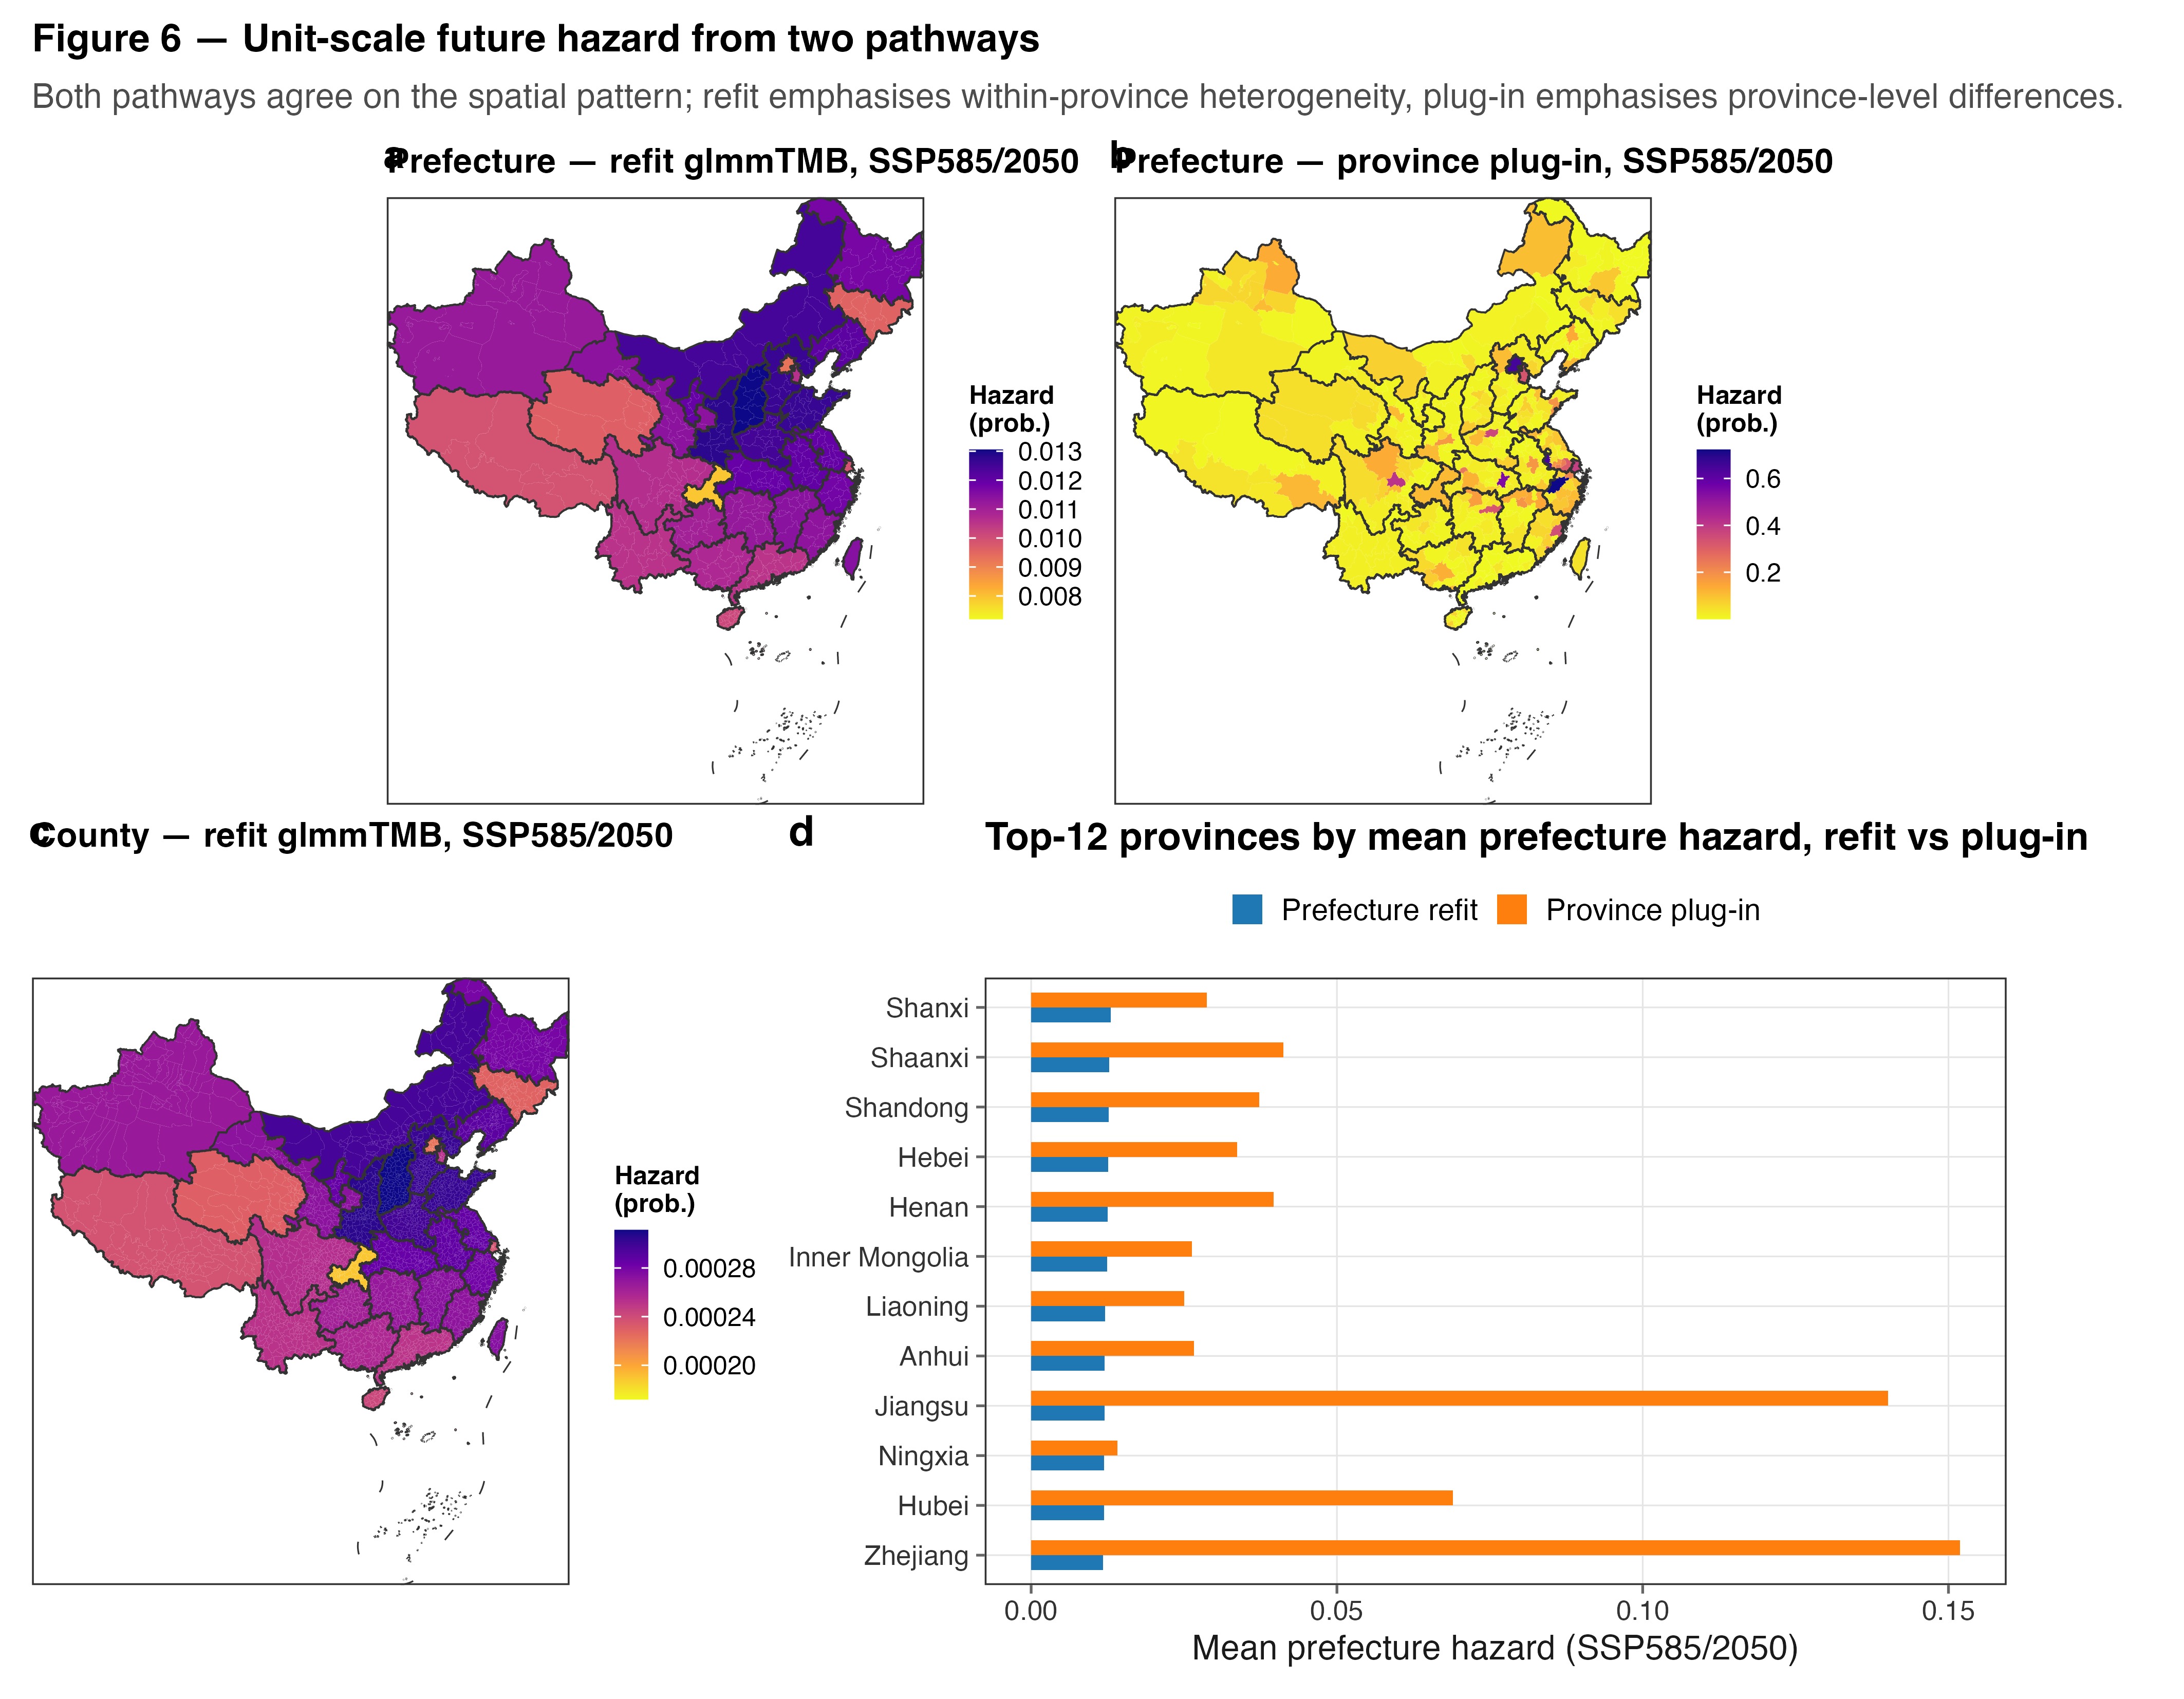 Figure 6 — Unit-scale future hazard from two pathways
Both pathways agree on the spatial pattern; refit emphasises within-province heterogeneity, plug-in emphasises province-level differences.
a
Prefecture — refit glmmTMB, SSP585/2050
Hazard
(prob.)
0.013
0.012
0.011
0.010
0.009
0.008
b
Prefecture — province plug-in, SSP585/2050
Hazard
(prob.)
0.6
0.4
0.2
c
County — refit glmmTMB, SSP585/2050
Hazard
(prob.)
0.00028
0.00024
0.00020
d
Top-12 provinces by mean prefecture hazard, refit vs plug-in
Prefecture refit
Province plug-in
Shanxi
Shaanxi
Shandong
Hebei
Henan
Inner Mongolia
Liaoning
Anhui
Jiangsu
Ningxia
Hubei
Zhejiang
0.00
0.05
0.10
0.15
Mean prefecture hazard (SSP585/2050)